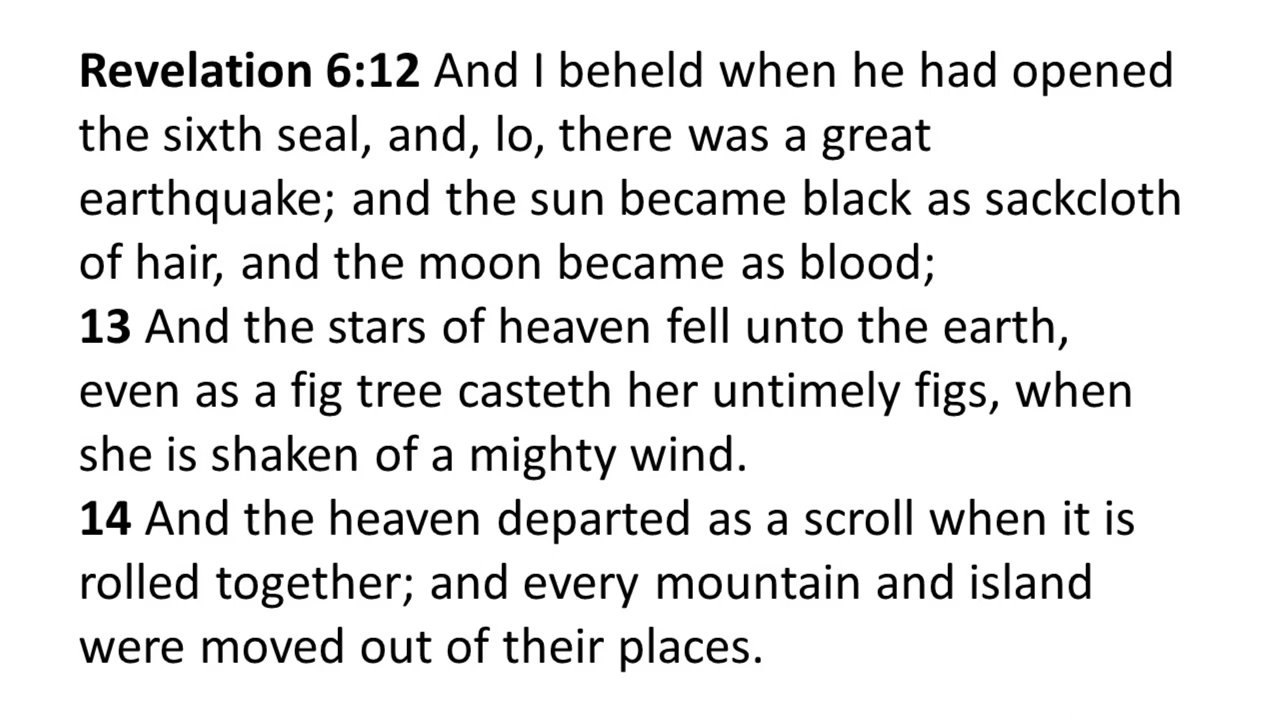 Revelation 6:12 And I beheld when he had opened
the sixth seal, and, lo, there was a great
earthquake; and the sun became black as sackcloth
of hair, and the moon became as blood;
13 And the stars of heaven fell unto the earth,
even as a fig tree casteth her untimely figs, when
she is shaken of a mighty wind.
14 And the heaven departed as a scroll when it is
rolled together; and every mountain and island
were moved out of their places.